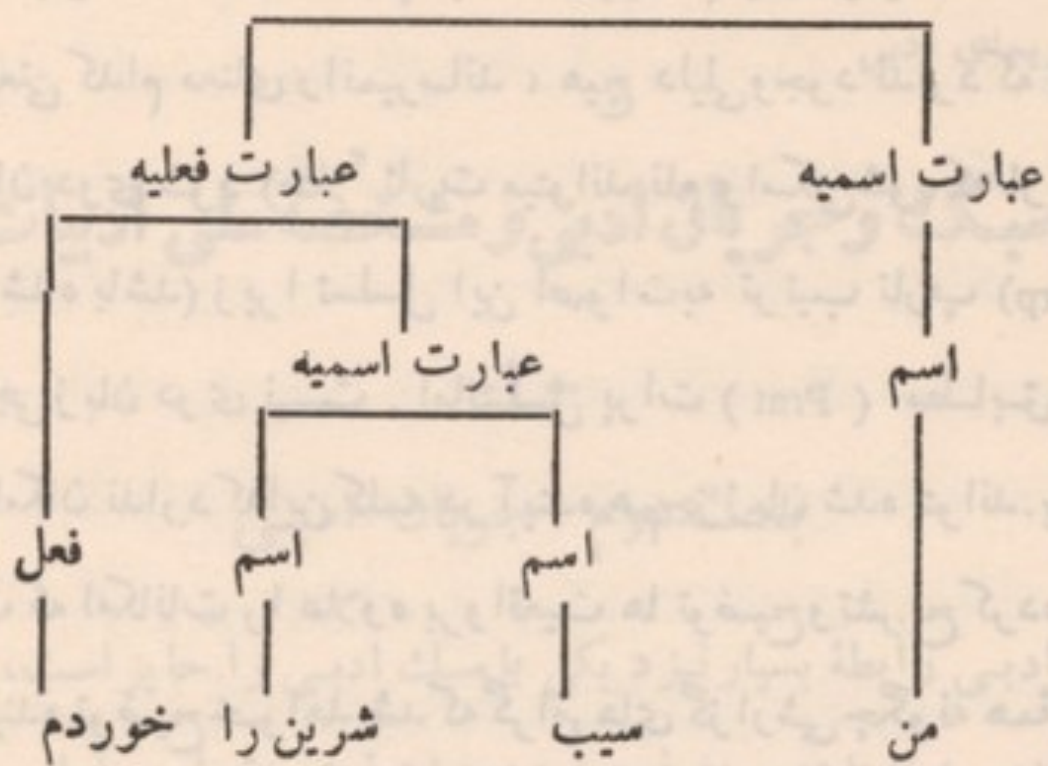 عبارت اسمیه عبارت فعلیه
اسم عبارت اسمیه
اسم اسم فعل
من سیب شرین را خوردم